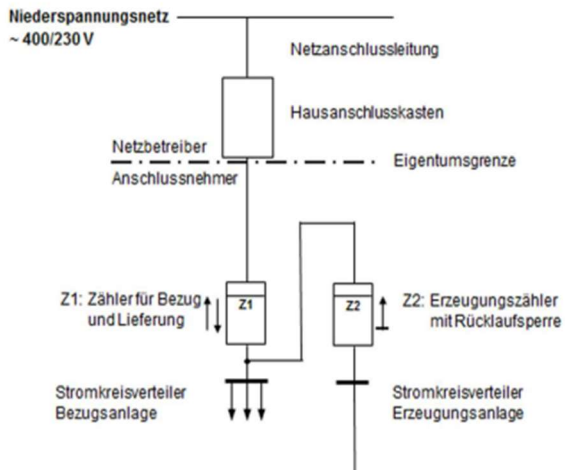 Niederspannungsnetz
~ 400/230 V
Netzanschlussleitung
Hausanschlusskasten
Netzbetreiber
Eigentumsgrenze
Anschlussnehmer
Z1: Zähler für Bezug
und Lieferung
Z1
Z2
Z2: Erzeugungszähler
mit Rücklaufsperre
Stromkreisverteiler
Bezugsanlage
Stromkreisverteiler
Erzeugungsanlage